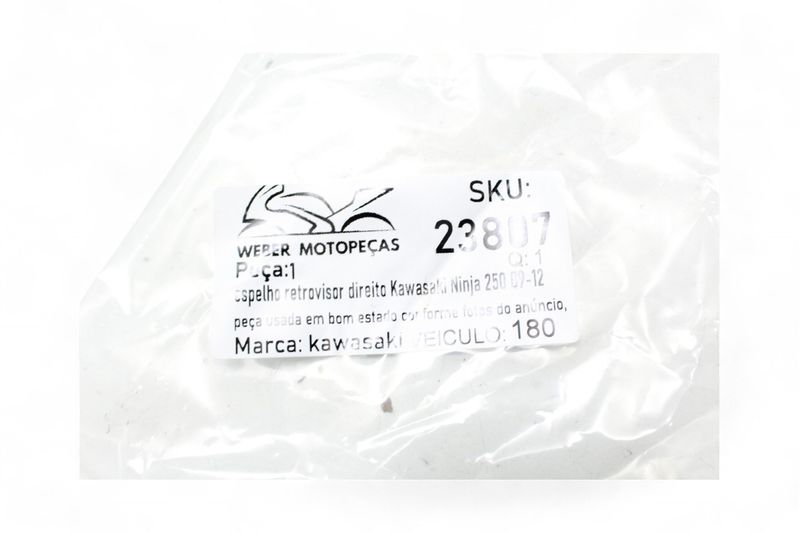 SKU:
23807
WEBER MOTOPEÇAS
Q: 1
Peça:1
espelho retrovisor direito Kawasaki Ninja 250 09-12
peça usada em bom estado conforme fotos do anúncio,
Marca: kawasaki VEICULO: 180